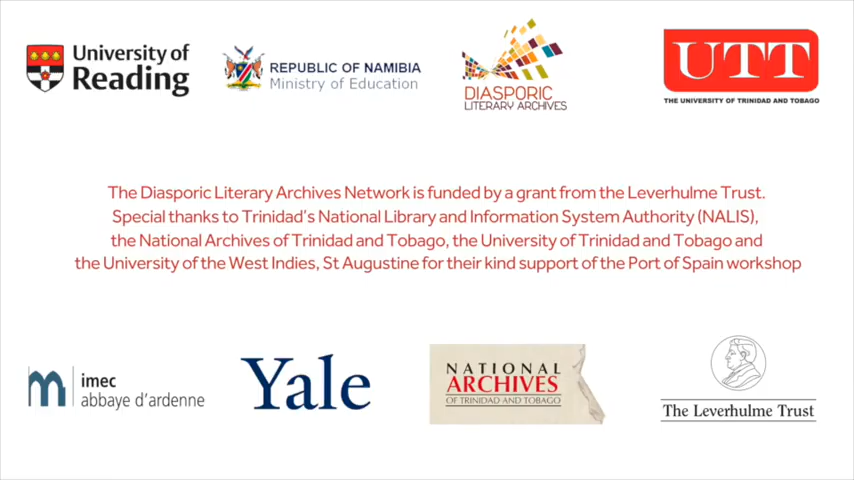 University of
Reading
REPUBLIC OF NAMIBIA
Ministry of Education
DIASPORIC
LITERARY ARCHIVES
UTT
THE UNIVERSITY OF TRINIDAD AND TOBAGO
The Diasporic Literary Archives Network is funded by a grant from the Leverhulme Trust.
Special thanks to Trinidad's National Library and Information System Authority (NALIS),
the National Archives of Trinidad and Tobago, the University of Trinidad and Tobago and
the University of the West Indies, St Augustine for their kind support of the Port of Spain workshop
imec
abbaye d'ardenne
Yale
NATIONAL
ARCHIVES
OF TRINIDAD AND TOBAGO
The Leverhulme Trust